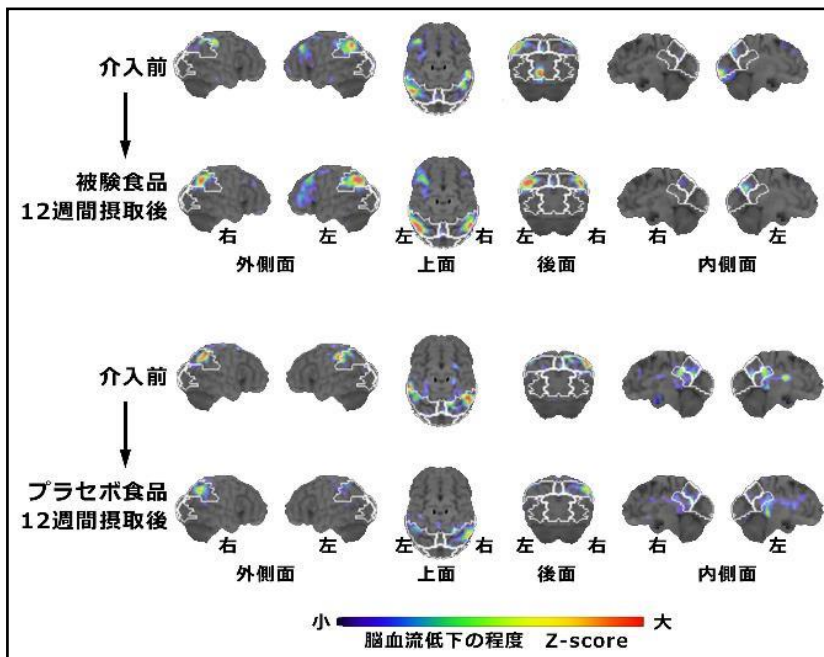 介入前
被験食品
12週間摂取後
右 左 左 右 左 右 右 左
外側面 上面 後面 内側面
介入前
プラセボ食品
12週間摂取後
右 左 左 右 左 右 右 左
外側面 上面 後面 内側面
小 大
脳血流低下の程度 Z-score